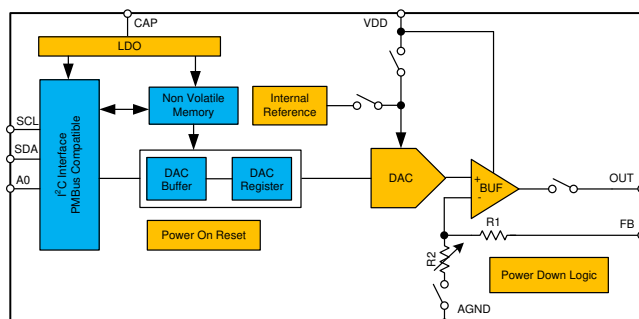 CAP
VDD
LDO
SCL
SDA
A0
I²C Interface
PMBus Compatible
Non Volatile
Memory
Internal
Reference
DAC
Buffer
DAC
Register
DAC
+
BUF
-
OUT
Power On Reset
R1
FB
R2
Power Down Logic
AGND